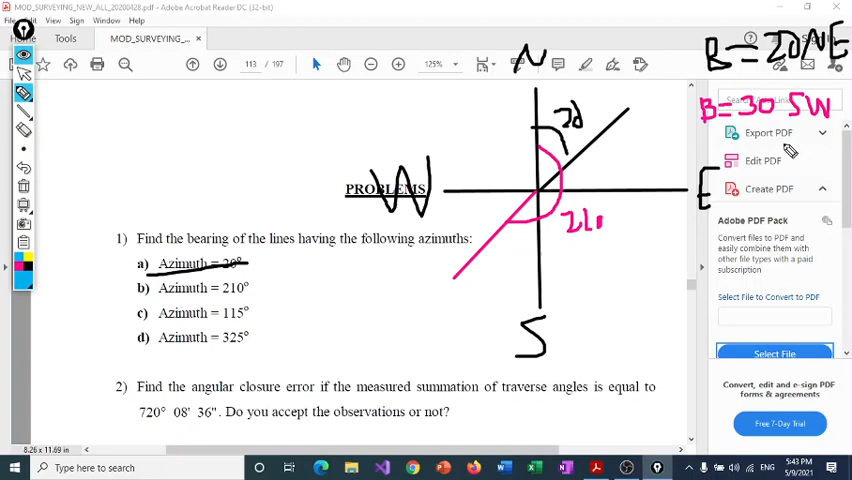 MOD_SURVEYING_NEW_ALL_20200428.pdf - Adobe Acrobat Reader DC (32-bit)
File Edit View Sign Window Help
Home Tools MOD_SURVEYING_... ×
113 / 197
125%
N
B = 20 NE
B = 30 SW
20
W
E
210
S
PROBLEMS
1) Find the bearing of the lines having the following azimuths:
a) Azimuth = 20°
b) Azimuth = 210°
c) Azimuth = 115°
d) Azimuth = 325°
2) Find the angular closure error if the measured summation of traverse angles is equal to
720° 08' 36". Do you accept the observations or not?
8.26 x 11.69 in
Export PDF
Edit PDF
Create PDF
Adobe PDF Pack
Convert files to PDF and
easily combine them with
other file types with a paid
subscription
Select File to Convert to PDF
Select File
Convert, edit and e-sign PDF
forms & agreements
Free 7-Day Trial
Type here to search
ENG
5:43 PM
5/9/2021